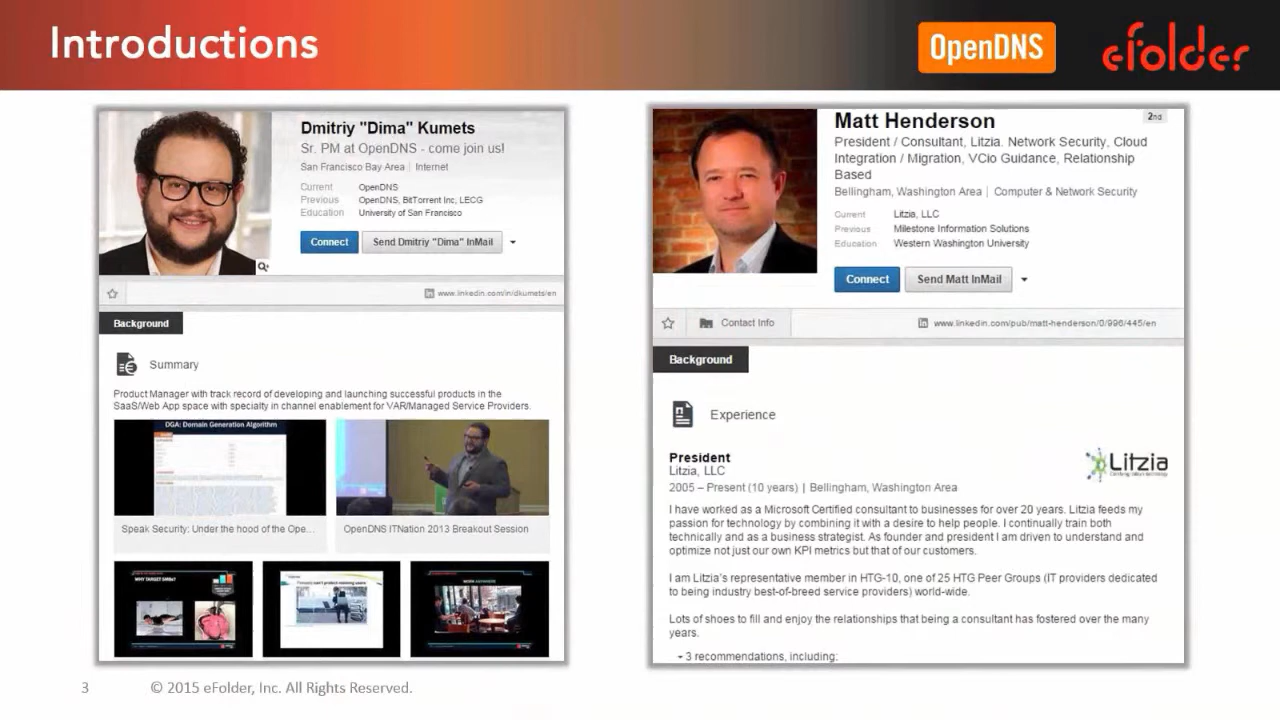 Introductions
OpenDNS
eFolder
Dmitriy "Dima" Kumets
Sr. PM at OpenDNS - come join us!
San Francisco Bay Area | Internet
Current OpenDNS
Previous OpenDNS, BitTorrent Inc, LECG
Education University of San Francisco
Connect
Send Dmitriy "Dima" InMail
www.linkedin.com/in/dkumets/en
Background
Summary
Product Manager with track record of developing and launching successful products in the
SaaS/Web App space with specialty in channel enablement for VAR/Managed Service Providers.
DGA: Domain Generation Algorithm
Speak Security: Under the hood of the Ope...
OpenDNS ITNation 2013 Breakout Session
WHY TARGET SMBs?
Matt Henderson
2nd
President / Consultant, Litzia. Network Security, Cloud
Integration / Migration, VCio Guidance, Relationship
Based
Bellingham, Washington Area | Computer & Network Security
Current Litzia, LLC
Previous Milestone Information Solutions
Education Western Washington University
Connect
Send Matt InMail
Contact Info
www.linkedin.com/pub/matt-henderson/0/996/445/en
Background
Experience
President
Litzia, LLC
Litzia
2005 – Present (10 years) | Bellingham, Washington Area
I have worked as a Microsoft Certified consultant to businesses for over 20 years. Litzia feeds my
passion for technology by combining it with a desire to help people. I continually train both
technically and as a business strategist. As founder and president I am driven to understand and
optimize not just our own KPI metrics but that of our customers.
I am Litzia's representative member in HTG-10, one of 25 HTG Peer Groups (IT providers dedicated
to being industry best-of-breed service providers) world-wide.
Lots of shoes to fill and enjoy the relationships that being a consultant has fostered over the many
years.
3 recommendations, including:
3
© 2015 eFolder, Inc. All Rights Reserved.